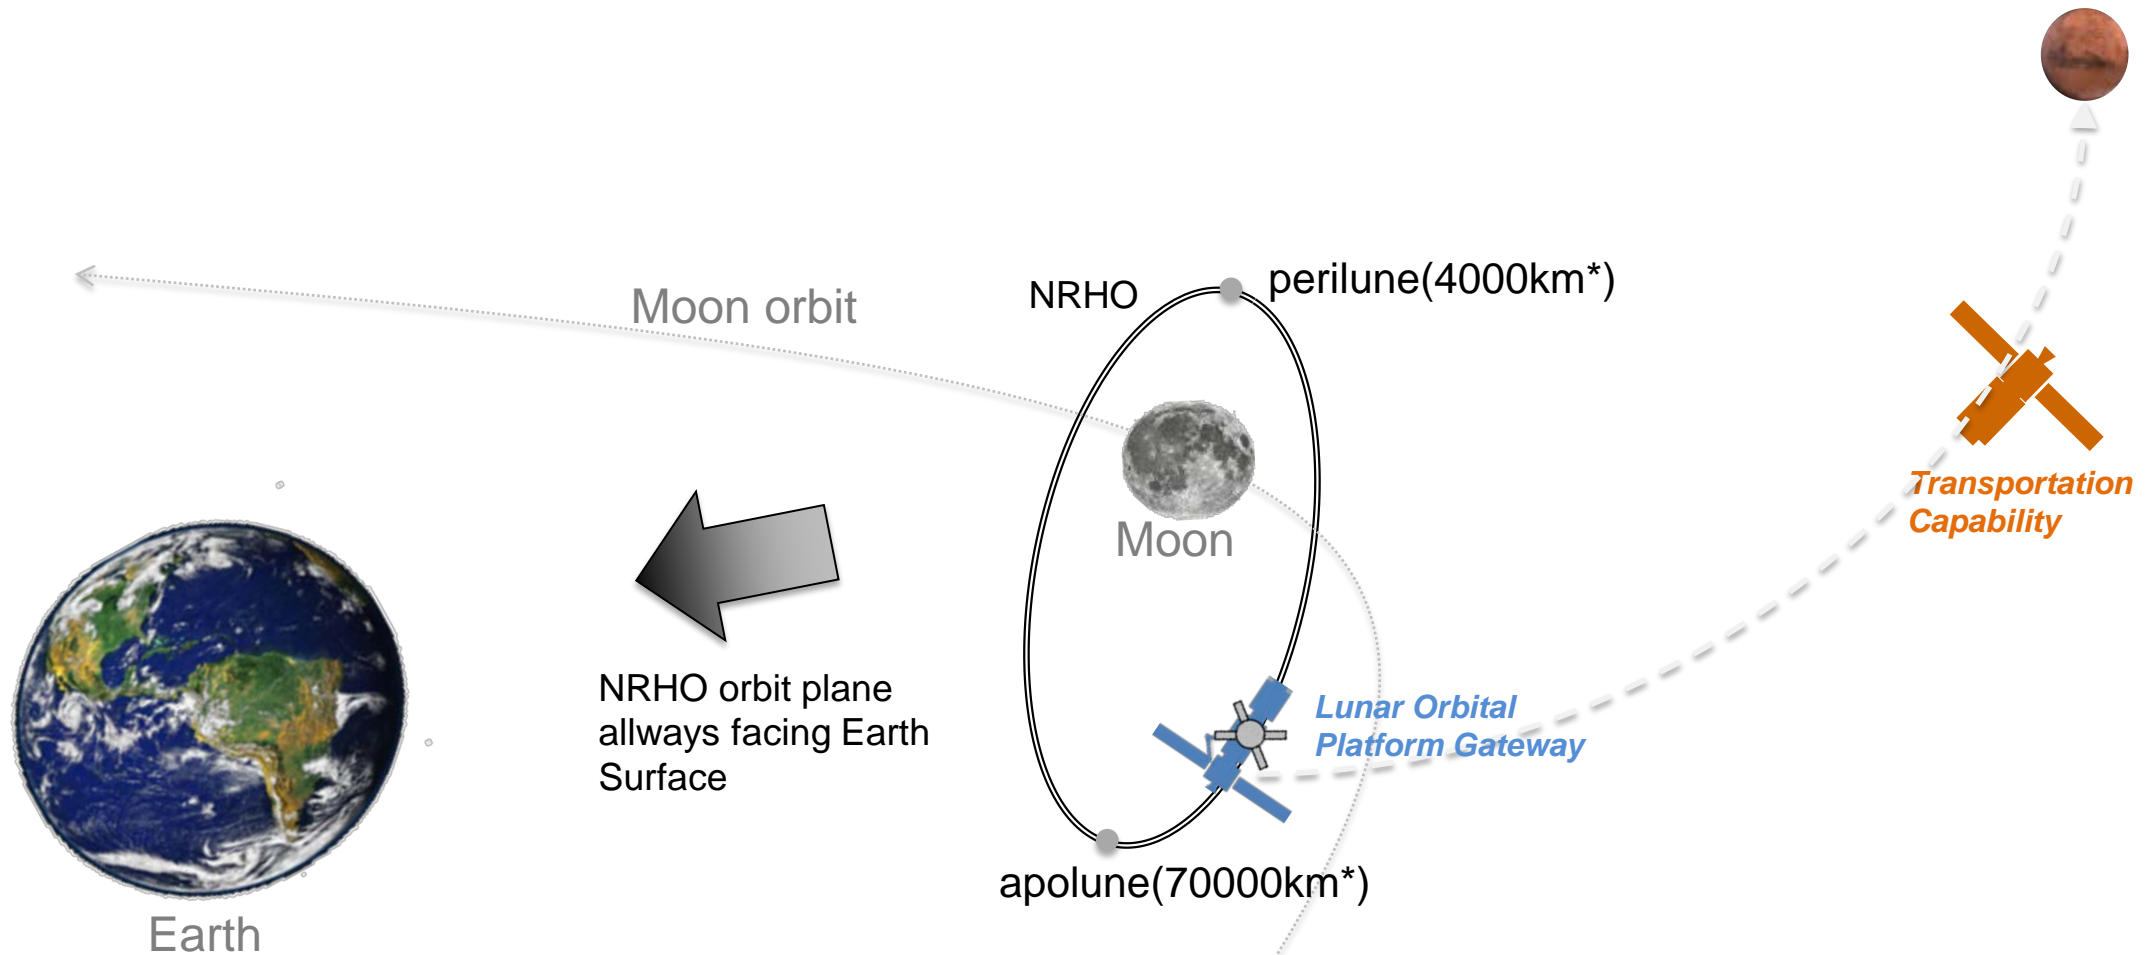 Moon orbit
NRHO
perilune(4000km*)
Moon
Transportation
Capability
NRHO orbit plane
allways facing Earth
Surface
Lunar Orbital
Platform Gateway
apolune(70000km*)
Earth